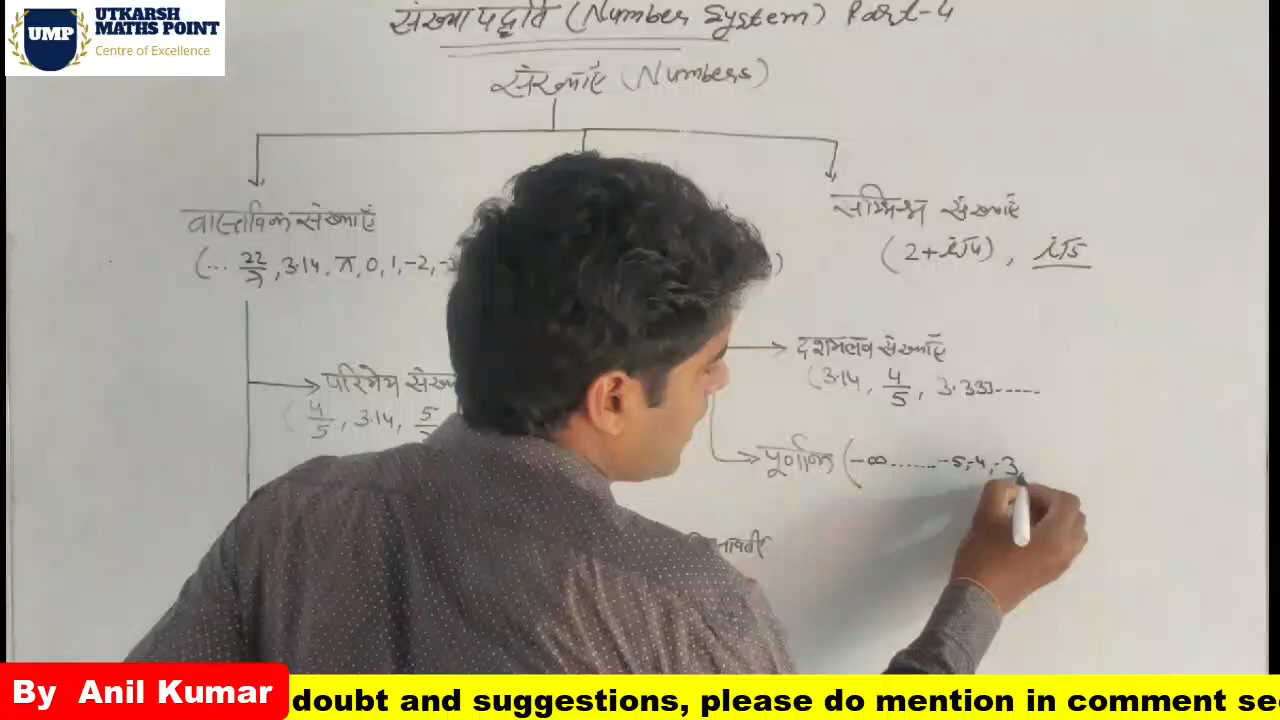 UTKARSH
MATHS POINT
UMP
Centre of Excellence
संख्या पद्धति (Number System) Part-4
संख्याएँ (Numbers)
वास्तविक संख्याएँ
(... 22/7, 3.14, π, 0, 1, -2,
सम्मिश्र संख्याएँ
(2+i√4), i√5
दशमलव संख्याएँ
(3.14, 4/5, 3.333-----
परिमेय
(4/5, 3.14,
पूर्णांक (-∞......-5,-4,-3,
By Anil Kumar
doubt and suggestions, please do mention in comment se